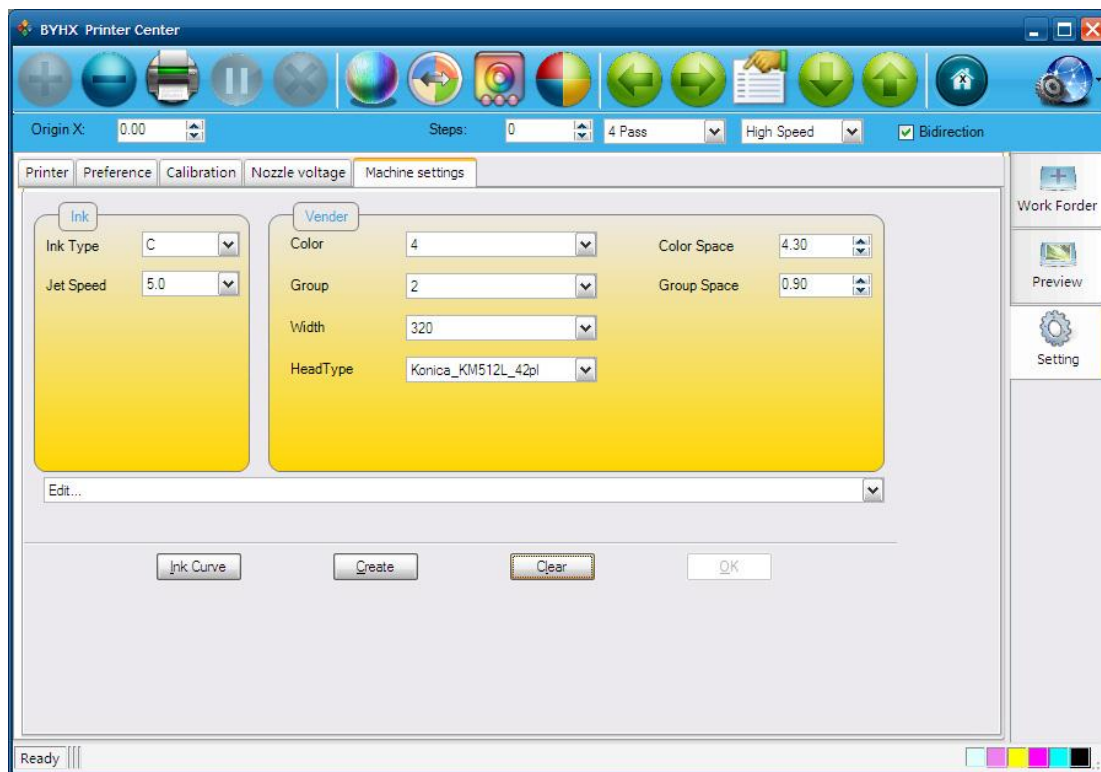 BYHX Printer Center
Origin X: 0.00 Steps: 0 4 Pass High Speed Bidirection
Printer Preference Calibration Nozzle voltage Machine settings
Work Forder
Ink Vender
Ink Type C Color 4 Color Space 4.30
Jet Speed 5.0 Group 2 Group Space 0.90
Preview
Width 320
Setting
HeadType Konica_KM512L_42pl
Edit...
Ink Curve Create Clear OK
Ready